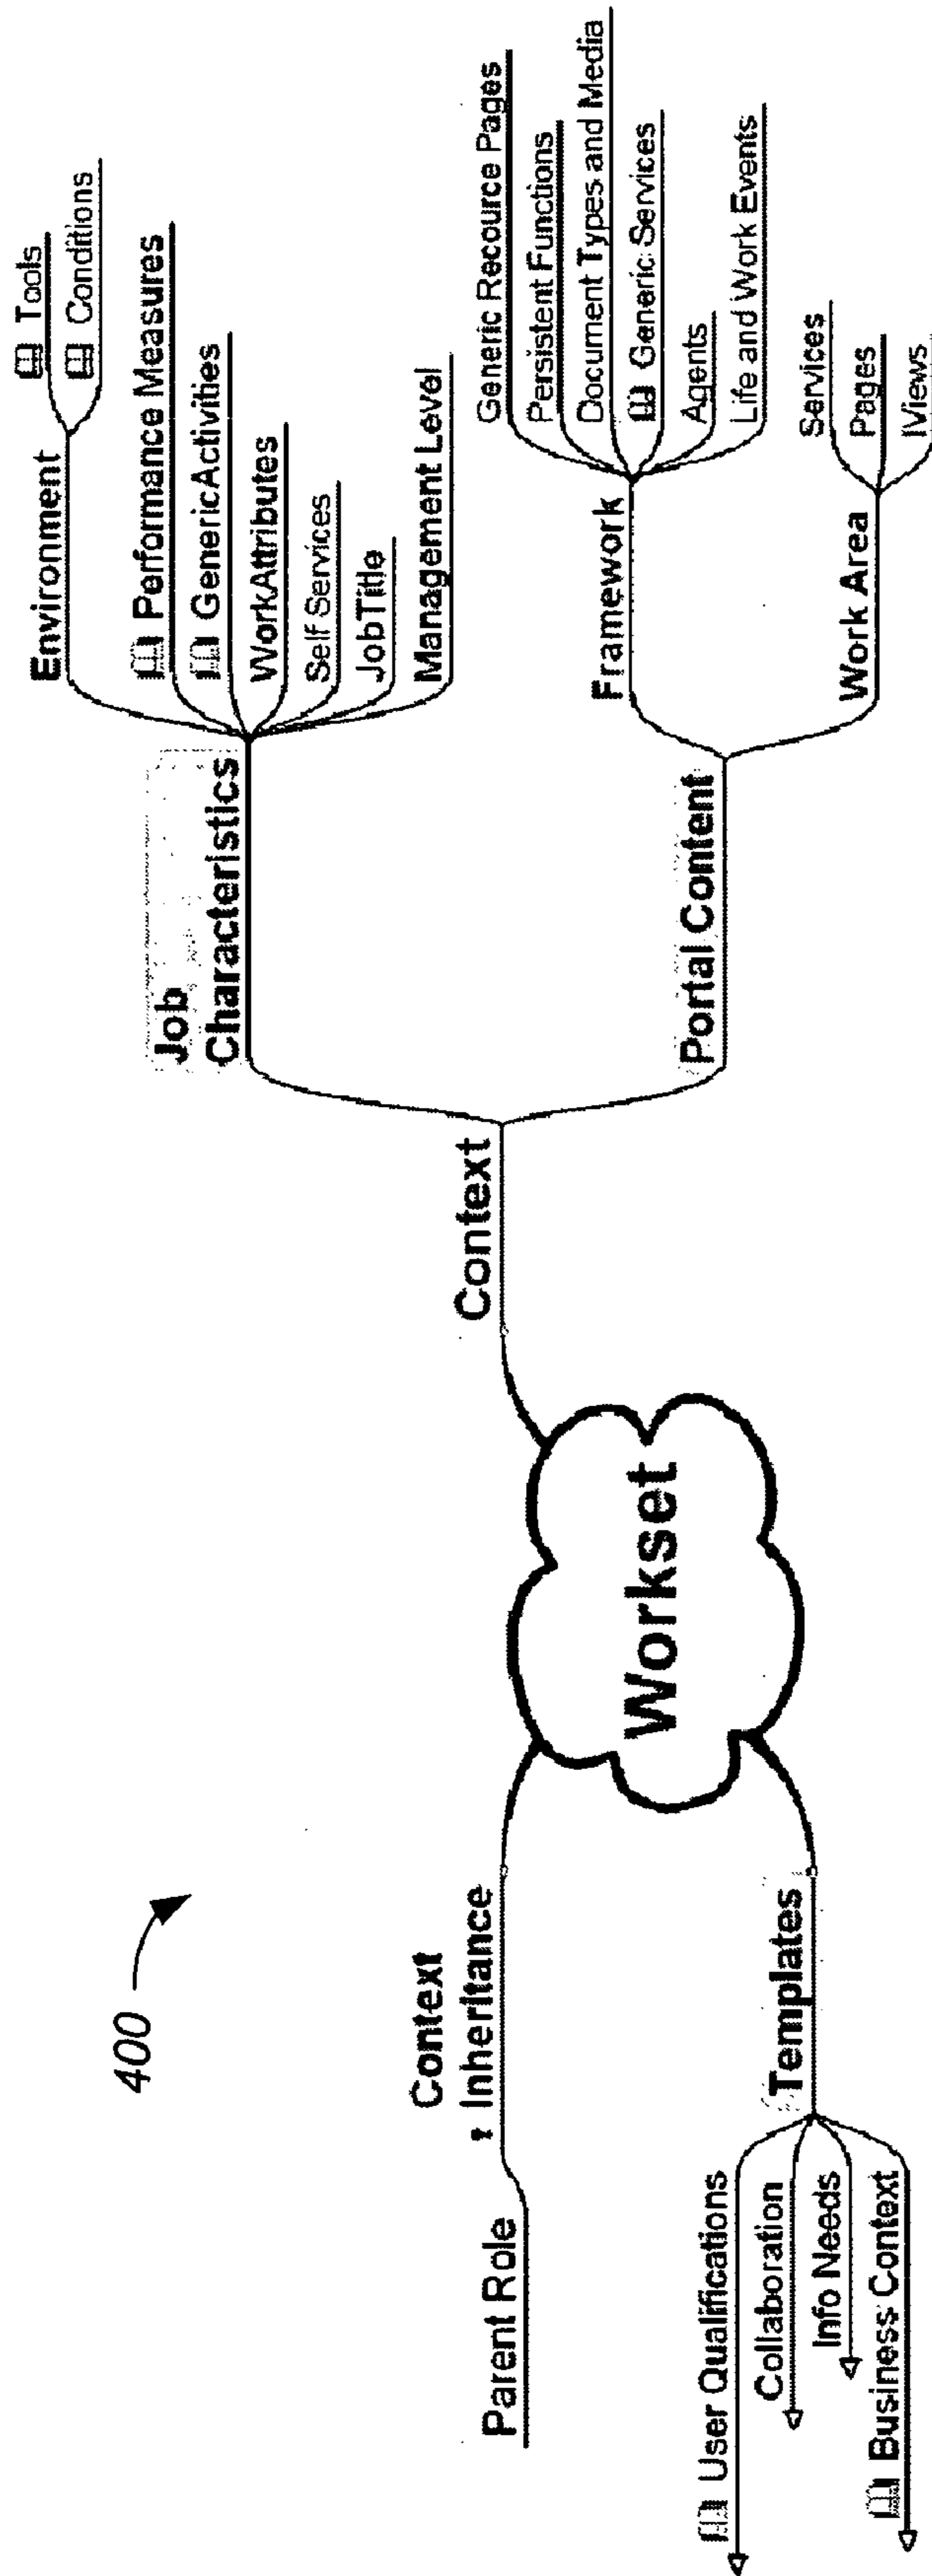 400
Context
Inheritance
Parent Role
Templates
User Qualifications
Collaboration
Info Needs
Business Context
Workset
Context
Job
Characteristics
Environment
Tools
Conditions
Performance Measures
GenericActivities
WorkAttributes
Self Services
JobTitle
Management Level
Portal Content
Framework
Generic Recource Pages
Persistent Functions
Document Types and Media
Generic Services
Agents
Life and Work Events
Work Area
Services
Pages
IViews